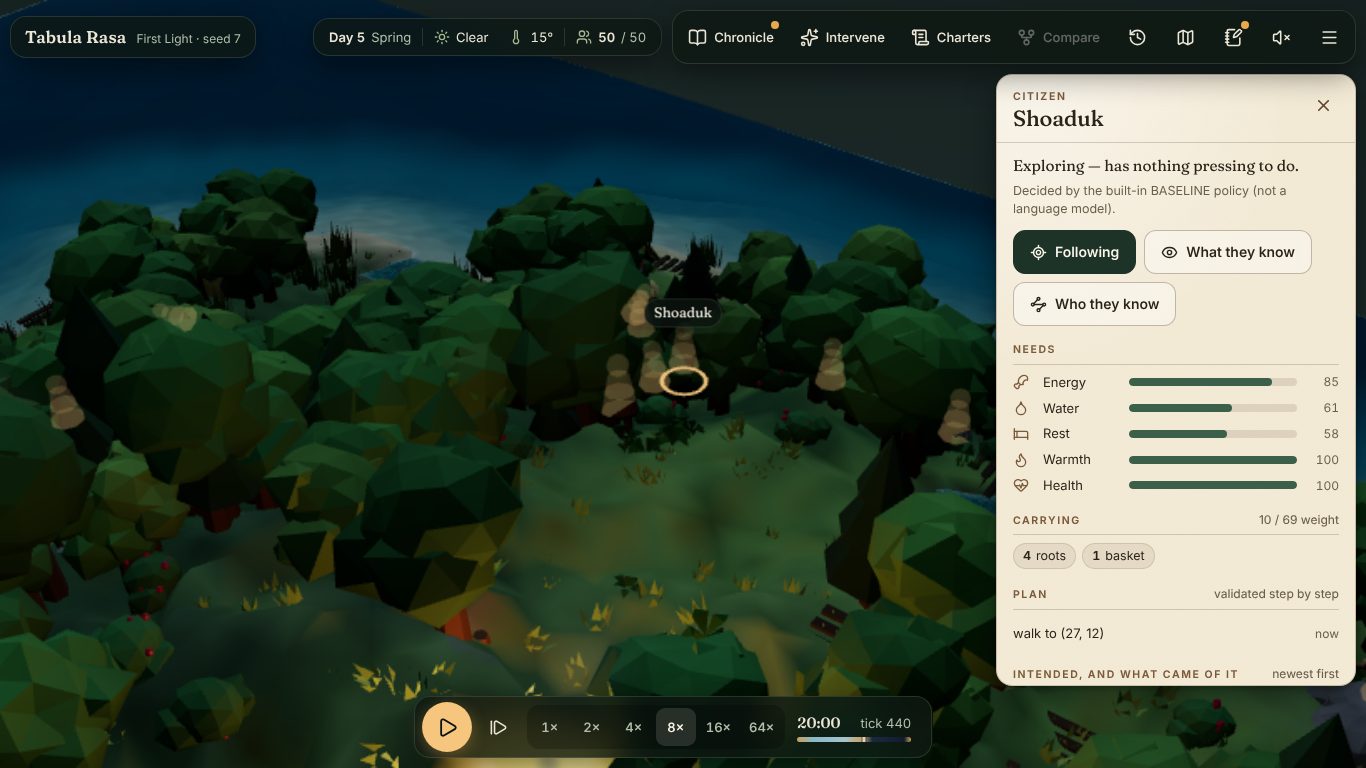 Tabula Rasa First Light · seed 7
Day 5 Spring Clear 15° 50 / 50
Chronicle Intervene Charters Compare
CITIZEN
Shoaduk
Exploring — has nothing pressing to do.
Decided by the built-in BASELINE policy (not a
language model).
Following What they know
Who they know
NEEDS
Energy 85
Water 61
Rest 58
Warmth 100
Health 100
CARRYING 10 / 69 weight
4 roots 1 basket
PLAN validated step by step
walk to (27, 12) now
INTENDED, AND WHAT CAME OF IT newest first
Shoaduk
1× 2× 4× 8× 16× 64× 20:00 tick 440